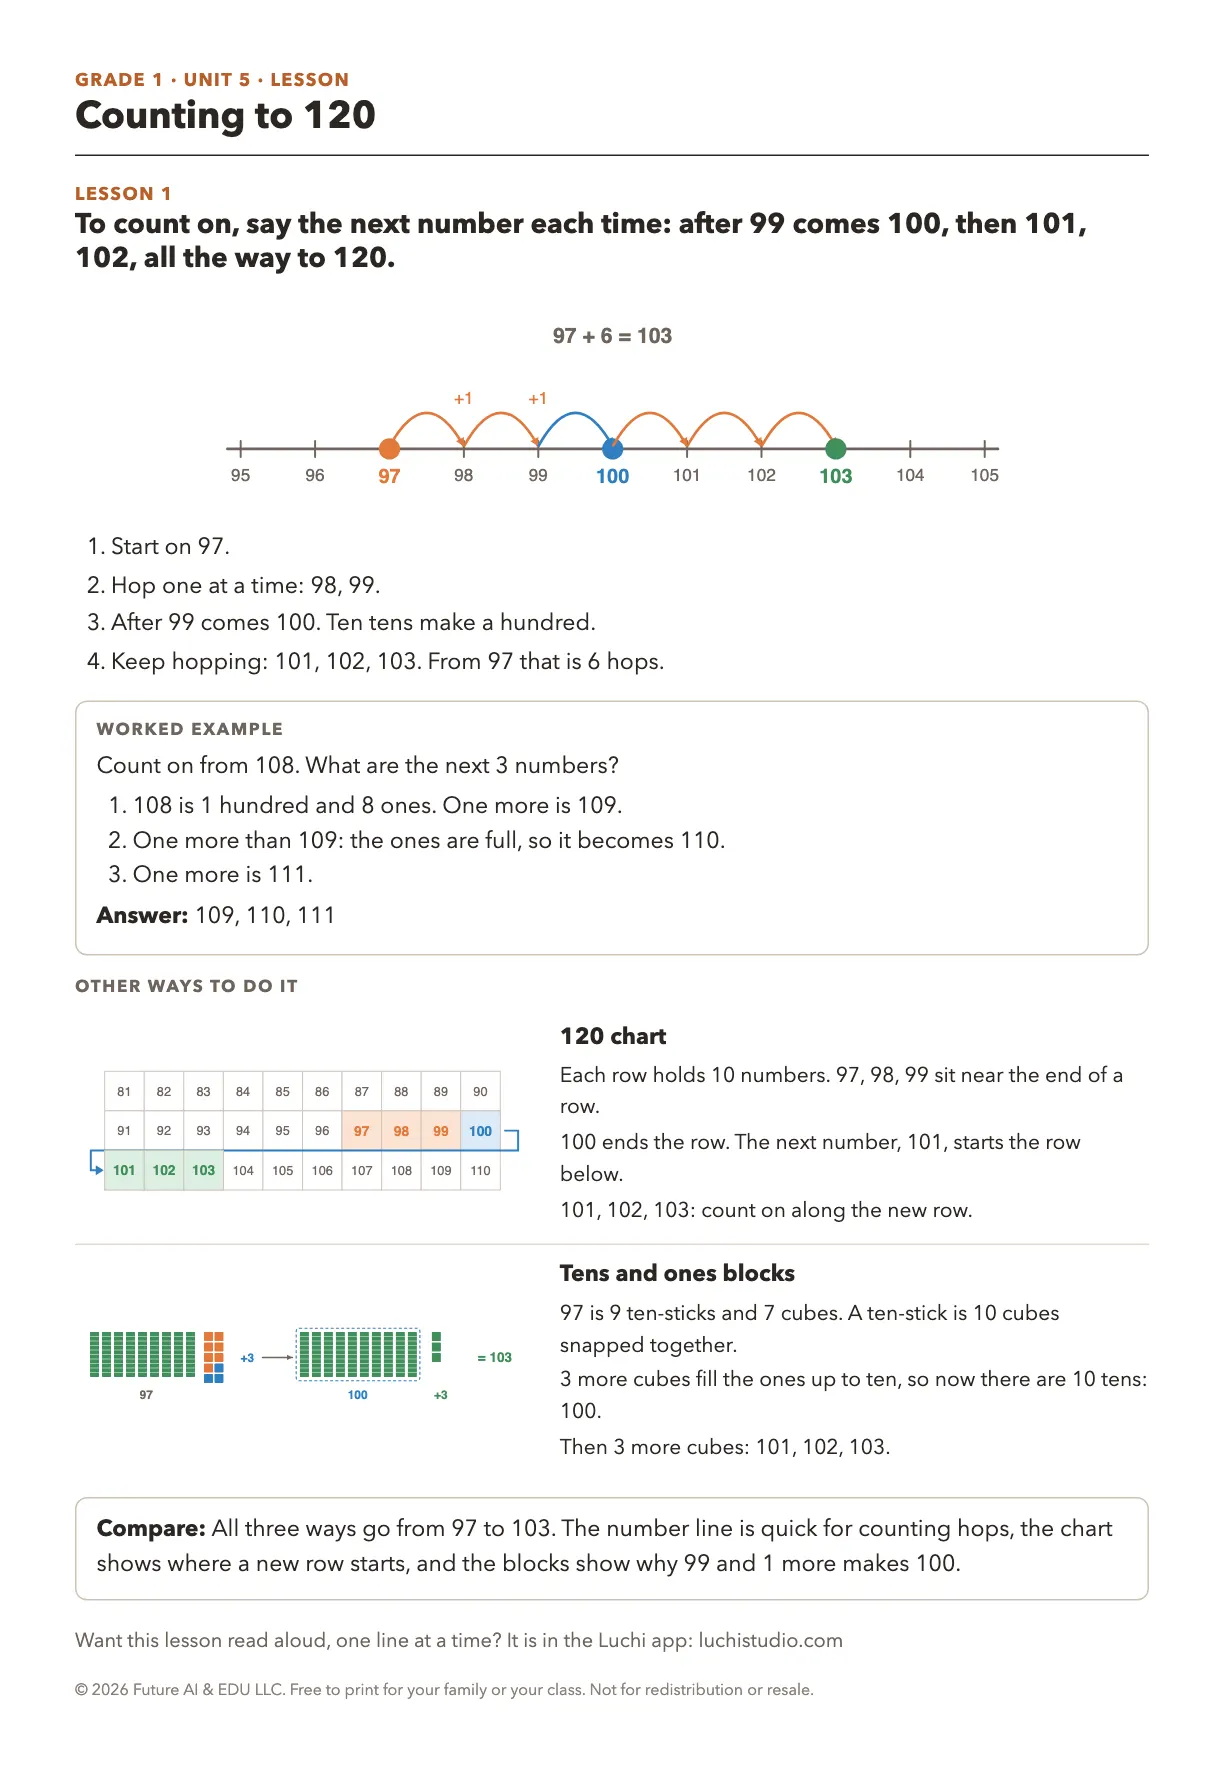 GRADE 1 · UNIT 5 · LESSON
Counting to 120
LESSON 1
To count on, say the next number each time: after 99 comes 100, then 101,
102, all the way to 120.
97 + 6 = 103
+1 +1
95 96 97 98 99 100 101 102 103 104 105
1. Start on 97.
2. Hop one at a time: 98, 99.
3. After 99 comes 100. Ten tens make a hundred.
4. Keep hopping: 101, 102, 103. From 97 that is 6 hops.
WORKED EXAMPLE
Count on from 108. What are the next 3 numbers?
1. 108 is 1 hundred and 8 ones. One more is 109.
2. One more than 109: the ones are full, so it becomes 110.
3. One more is 111.
Answer: 109, 110, 111
OTHER WAYS TO DO IT
81 82 83 84 85 86 87 88 89 90
91 92 93 94 95 96 97 98 99 100
101 102 103 104 105 106 107 108 109 110
120 chart
Each row holds 10 numbers. 97, 98, 99 sit near the end of a
row.
100 ends the row. The next number, 101, starts the row
below.
101, 102, 103: count on along the new row.
97 +3 100 +3 = 103
Tens and ones blocks
97 is 9 ten-sticks and 7 cubes. A ten-stick is 10 cubes
snapped together.
3 more cubes fill the ones up to ten, so now there are 10 tens:
100.
Then 3 more cubes: 101, 102, 103.
Compare: All three ways go from 97 to 103. The number line is quick for counting hops, the chart
shows where a new row starts, and the blocks show why 99 and 1 more makes 100.
Want this lesson read aloud, one line at a time? It is in the Luchi app: luchistudio.com
© 2026 Future AI & EDU LLC. Free to print for your family or your class. Not for redistribution or resale.